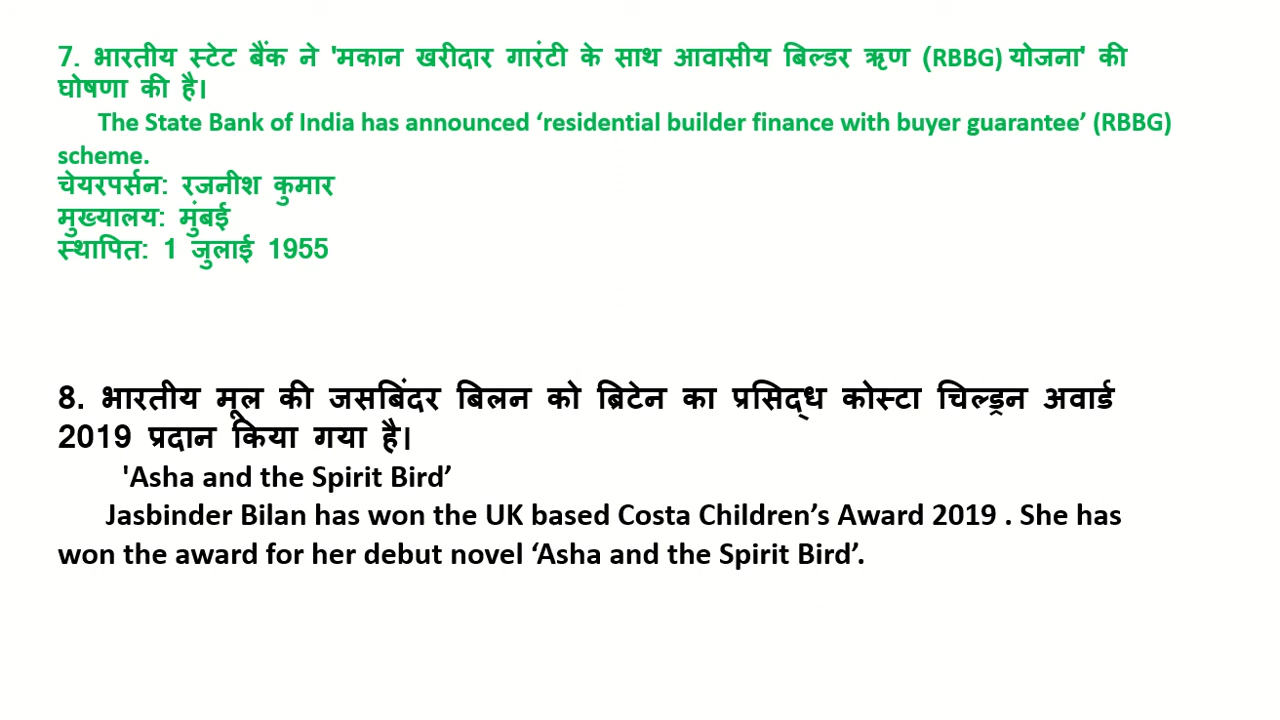 7. भारतीय स्टेट बैंक ने 'मकान खरीदार गारंटी के साथ आवासीय बिल्डर ऋण (RBBG) योजना' की
घोषणा की है।
The State Bank of India has announced ‘residential builder finance with buyer guarantee’ (RBBG)
scheme.
चेयरपर्सन: रजनीश कुमार
मुख्यालय: मुंबई
स्थापित: 1 जुलाई 1955
8. भारतीय मूल की जसबिंदर बिलन को ब्रिटेन का प्रसिद्ध कोस्टा चिल्ड्रन अवार्ड
2019 प्रदान किया गया है।
'Asha and the Spirit Bird’
Jasbinder Bilan has won the UK based Costa Children’s Award 2019 . She has
won the award for her debut novel ‘Asha and the Spirit Bird’.